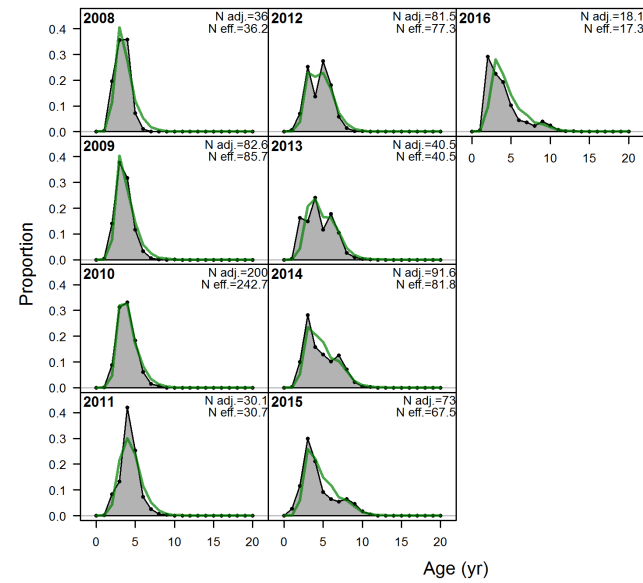 2008
N adj.=36
N eff.=36.2
2012
N adj.=81.5
N eff.=77.3
2016
N adj.=18.1
N eff.=17.3
0.4
0.3
0.2
0.1
0.0
0 5 10 15 20
2009
N adj.=82.6
N eff.=85.7
2013
N adj.=40.5
N eff.=40.5
0.4
0.3
0.2
0.1
0.0
2010
N adj.=200
N eff.=242.7
2014
N adj.=91.6
N eff.=81.8
0.4
0.3
0.2
0.1
0.0
2011
N adj.=30.1
N eff.=30.7
2015
N adj.=73
N eff.=67.5
0.4
0.3
0.2
0.1
0.0
0 5 10 15 20
0 5 10 15 20
Proportion
Age (yr)